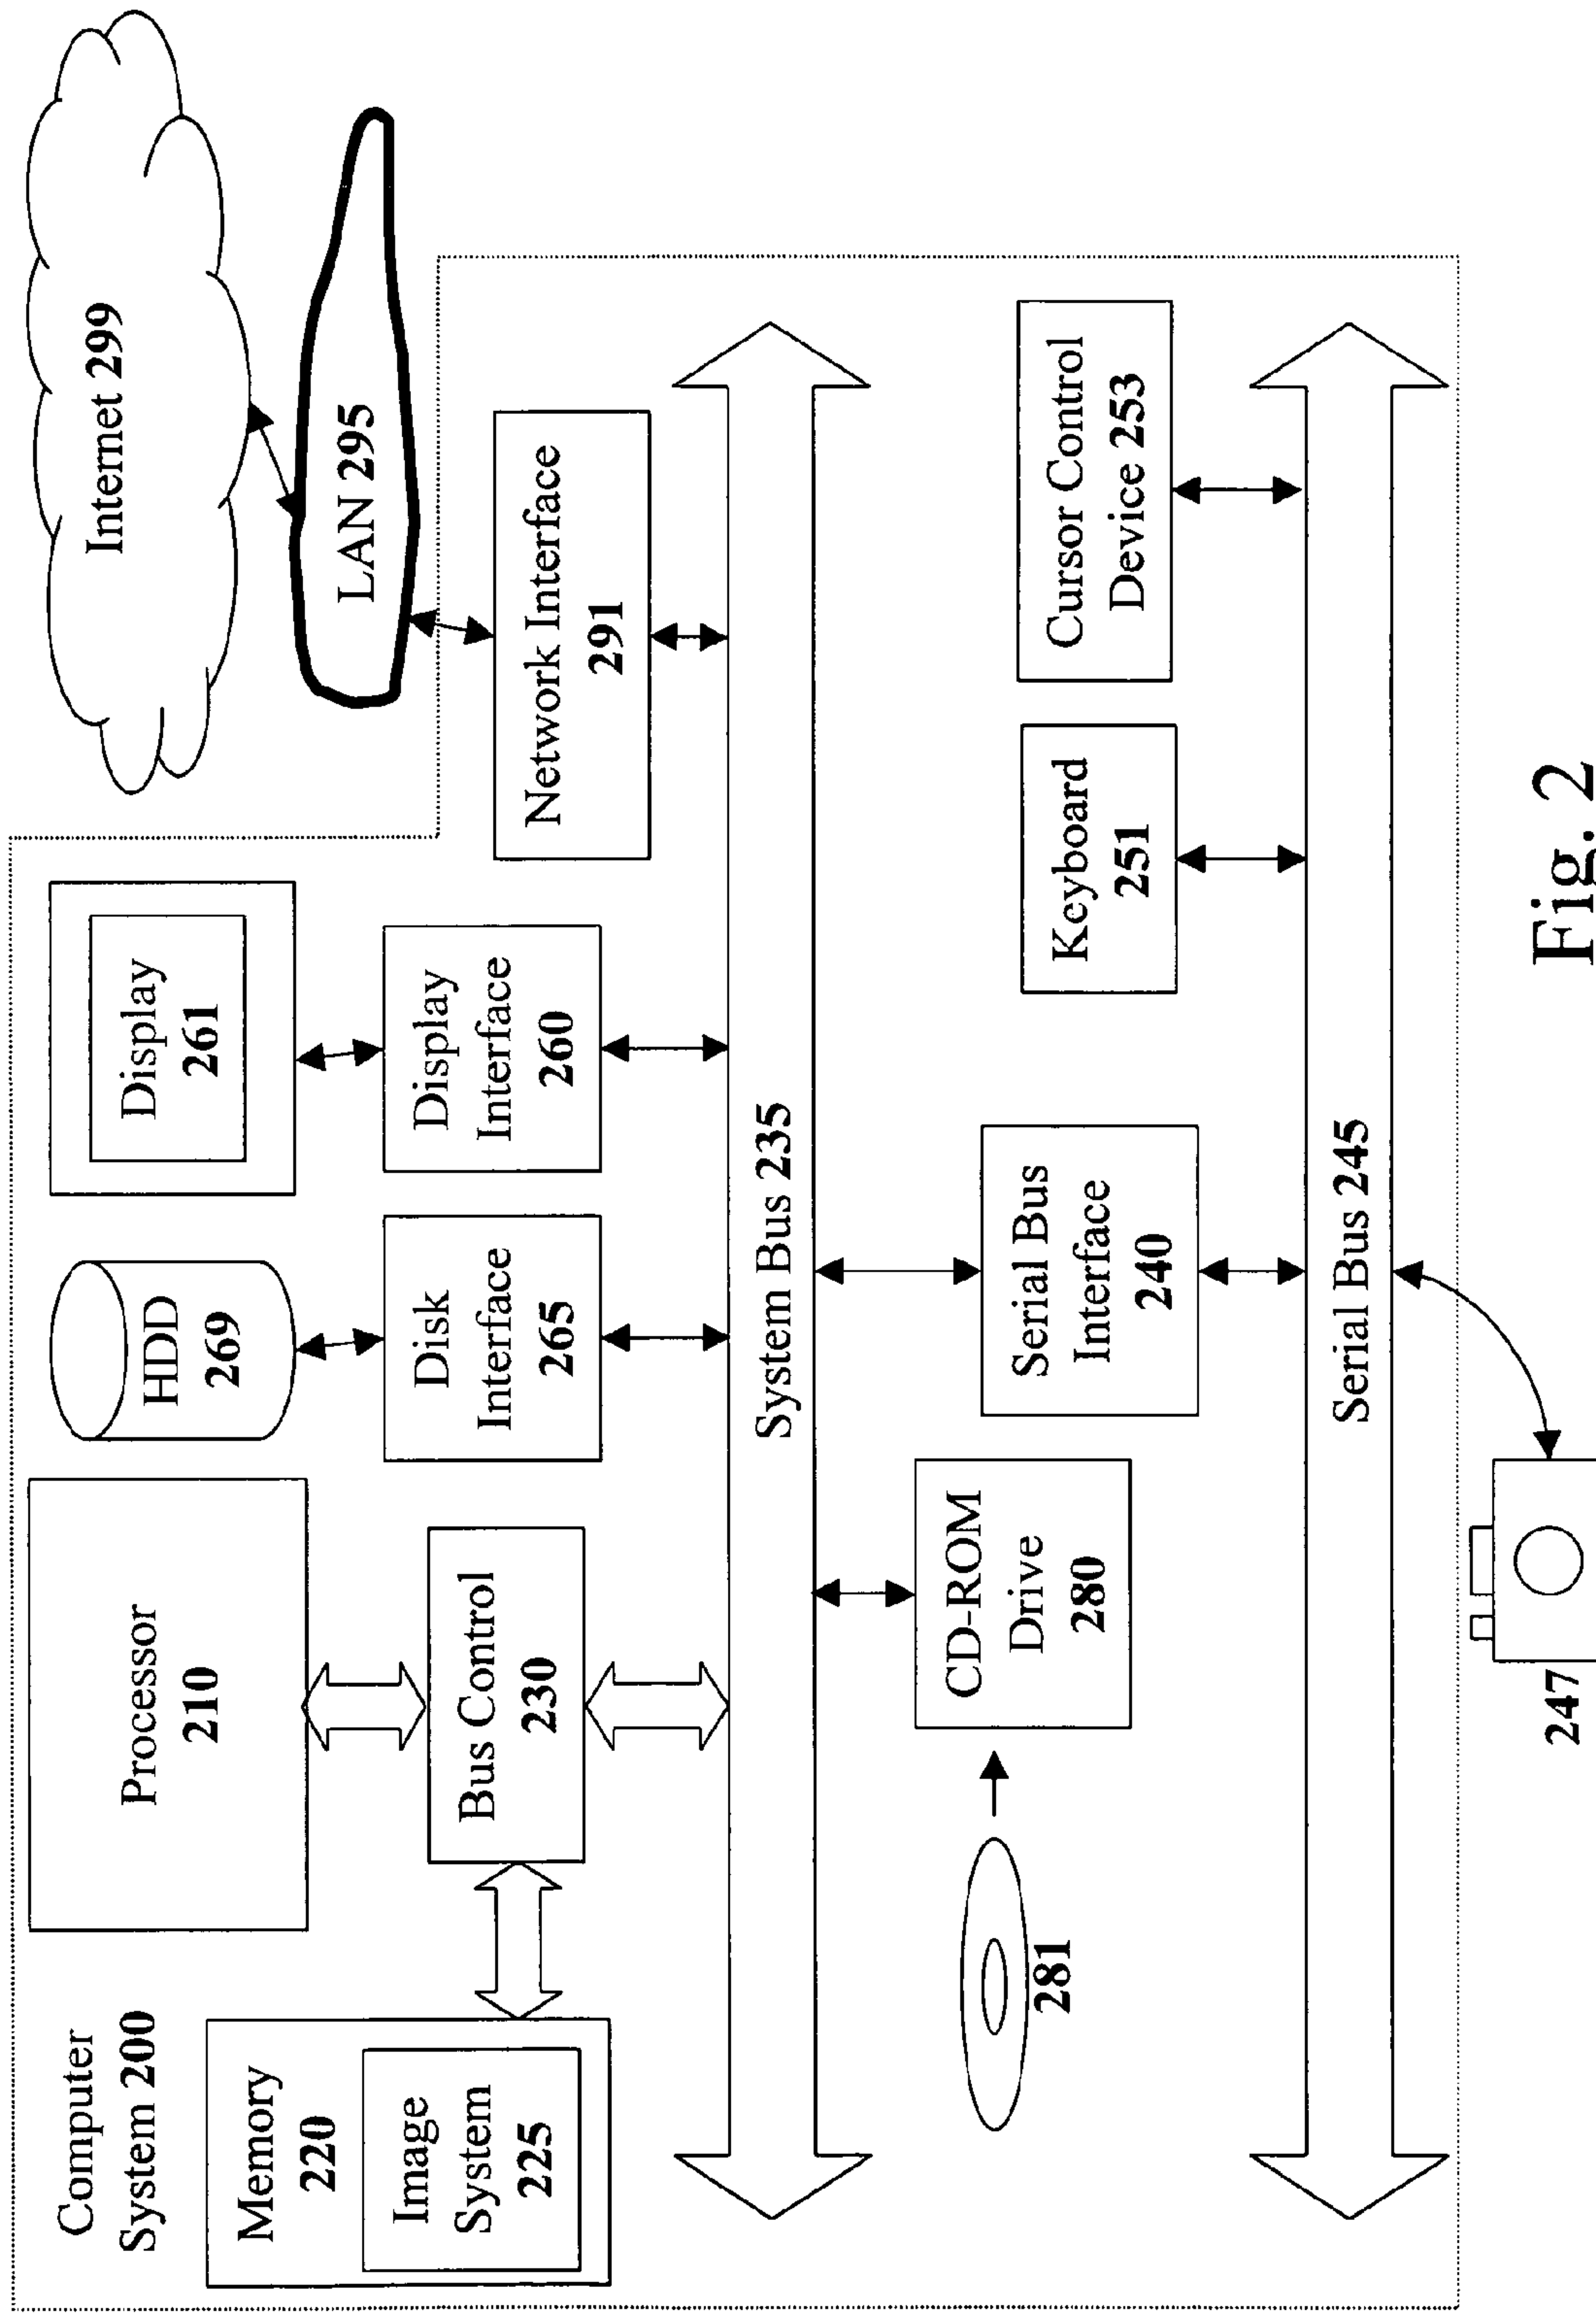 Computer
System 200
Memory
220
Image
System
225
Processor
210
Bus Control
230
HDD
269
Disk
Interface
265
Display
261
Display
Interface
260
Internet 299
LAN 295
Network Interface
291
System Bus 235
281
CD-ROM
Drive
280
Serial Bus
Interface
240
Keyboard
251
Cursor Control
Device 253
Serial Bus 245
247
Fig. 2